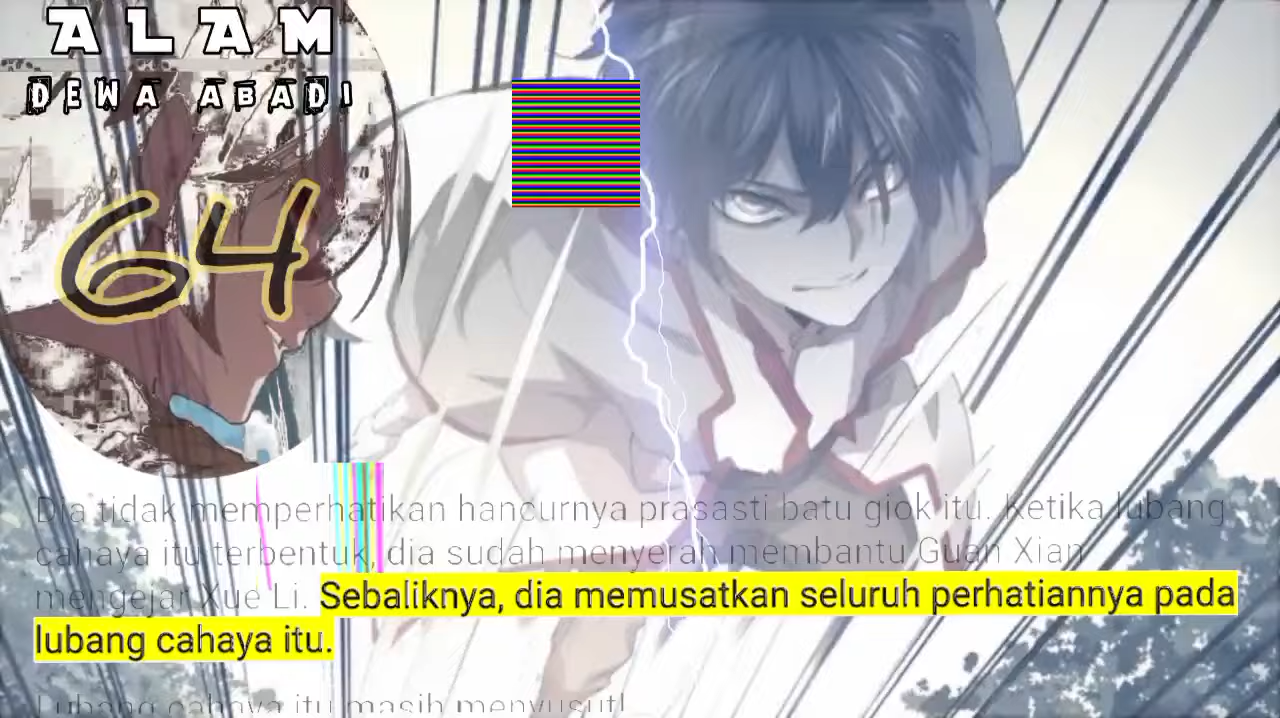 ALAM
DEWA ABADI
64
Dia tidak memperhatikan hancurnya prasasti batu giok itu. Ketika lubang
cahaya itu terbentuk, dia sudah menyerah membantu Guan Xian
mengejar Xue Li. Sebaliknya, dia memusatkan seluruh perhatiannya pada
lubang cahaya itu.
Lubang cahaya itu masih menyusut!